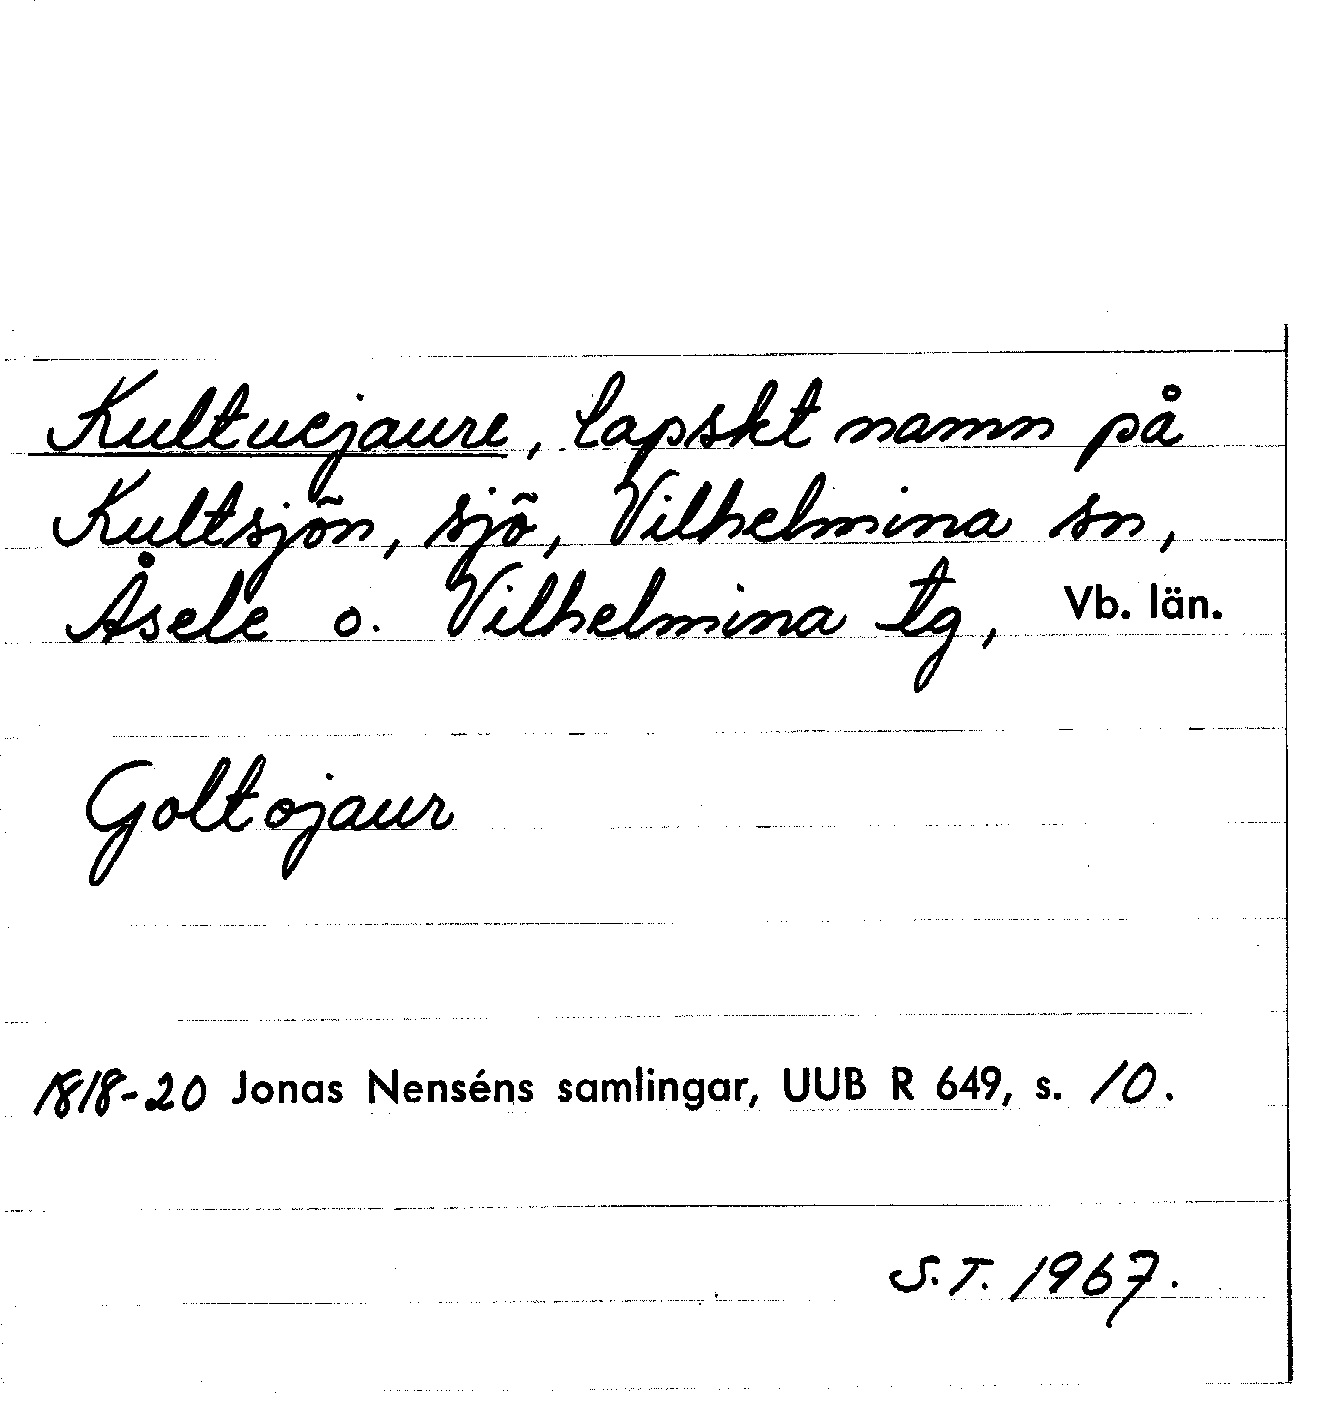 Kultuejaure, lapskt namn på
Kultsjön, sjö, Vilhelmina sn,
Åsele o. Vilhelmina tg, Vb. län.
Goltojaur
1818-20 Jonas Nenséns samlingar, UUB R 649, s. 10.
S.T. 1967.